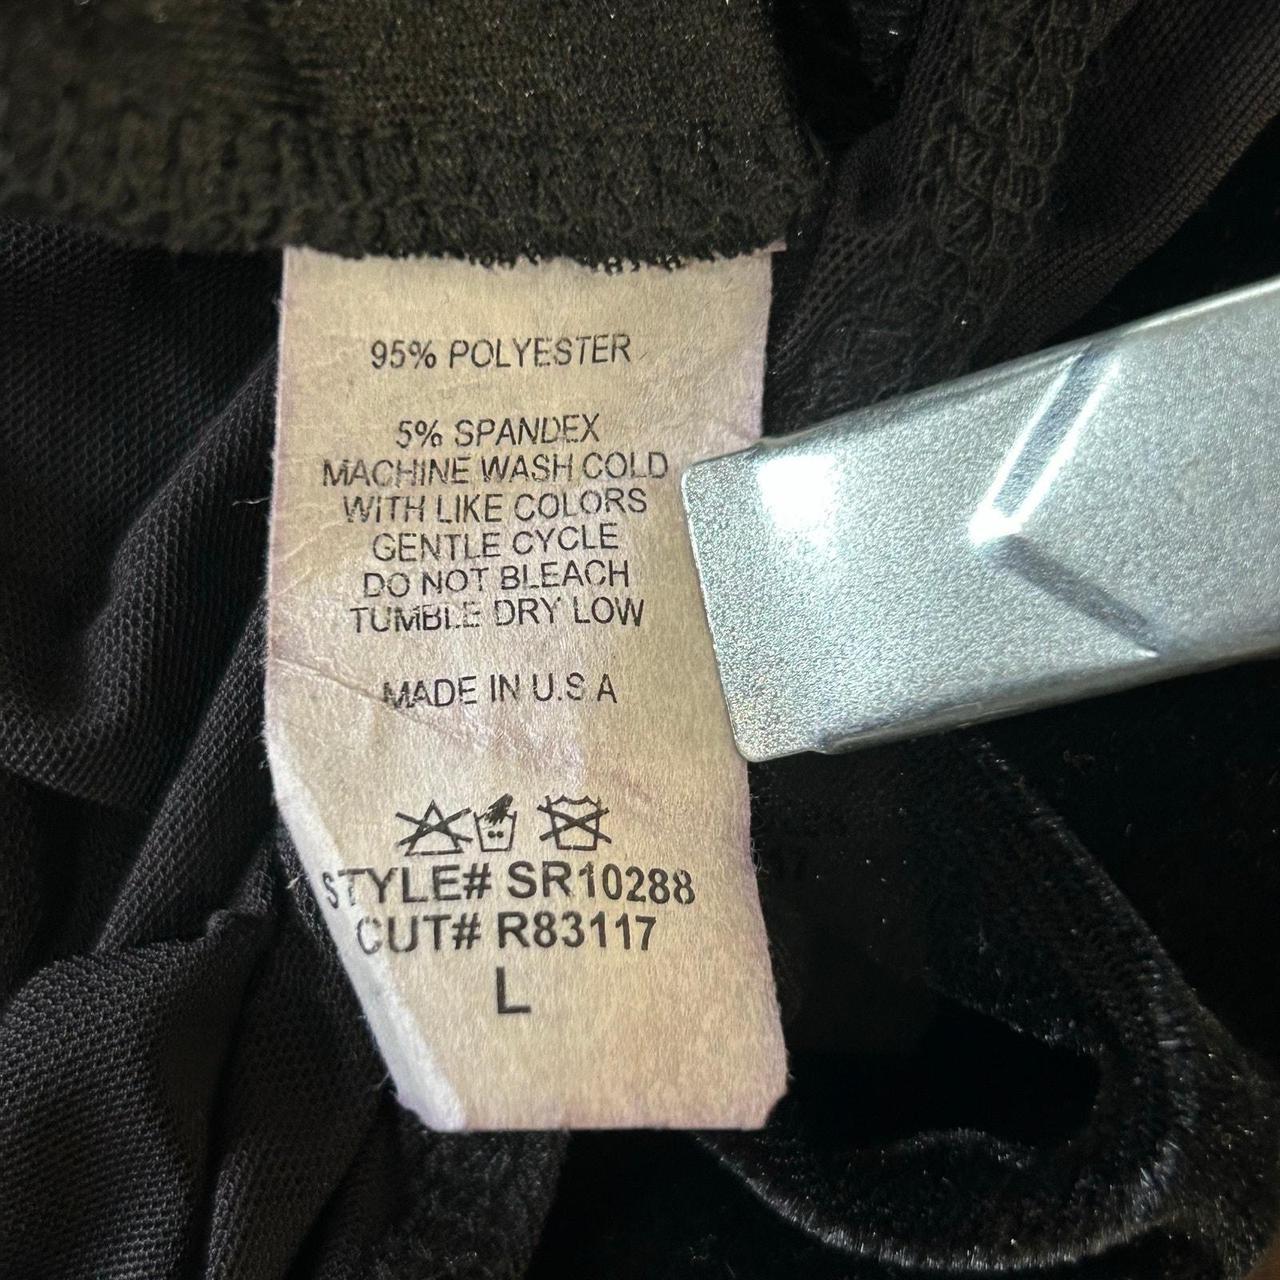 95% POLYESTER
5% SPANDEX
MACHINE WASH COLD
WITH LIKE COLORS
GENTLE CYCLE
DO NOT BLEACH
TUMBLE DRY LOW
MADE IN U.S A
STYLE# SR10288
CUT# R83117
L